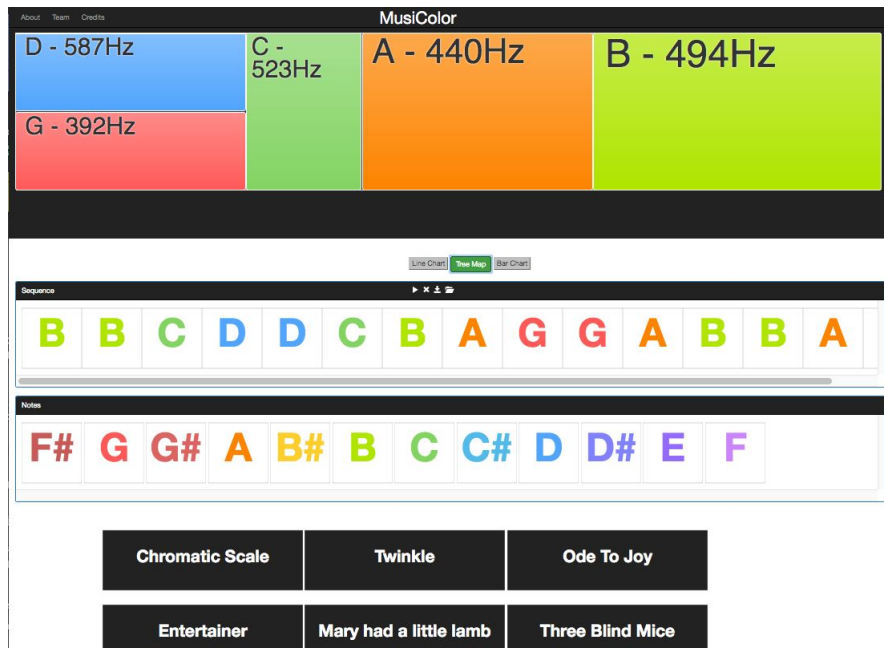 About Team Credits MusiColor
D - 587Hz
C -
523Hz
A - 440Hz
B - 494Hz
G - 392Hz
Line Chart Tree Map Bar Chart
Sequence
B B C D D C B A G G A B B A
Notes
F# G G# A B# B C C# D D# E F
Chromatic Scale Twinkle Ode To Joy
Entertainer Mary had a little lamb Three Blind Mice